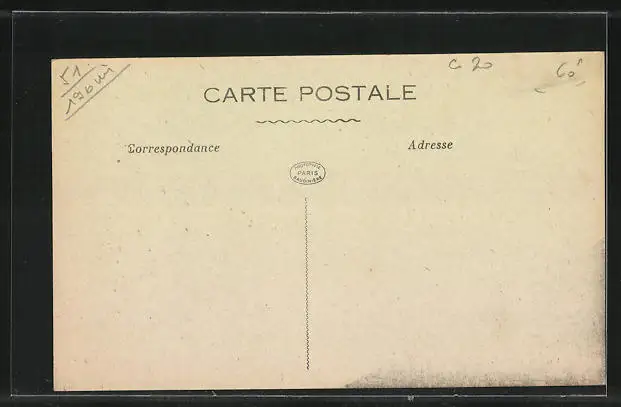 51
c 20
60
CARTE POSTALE
Correspondance
Adresse
PARIS